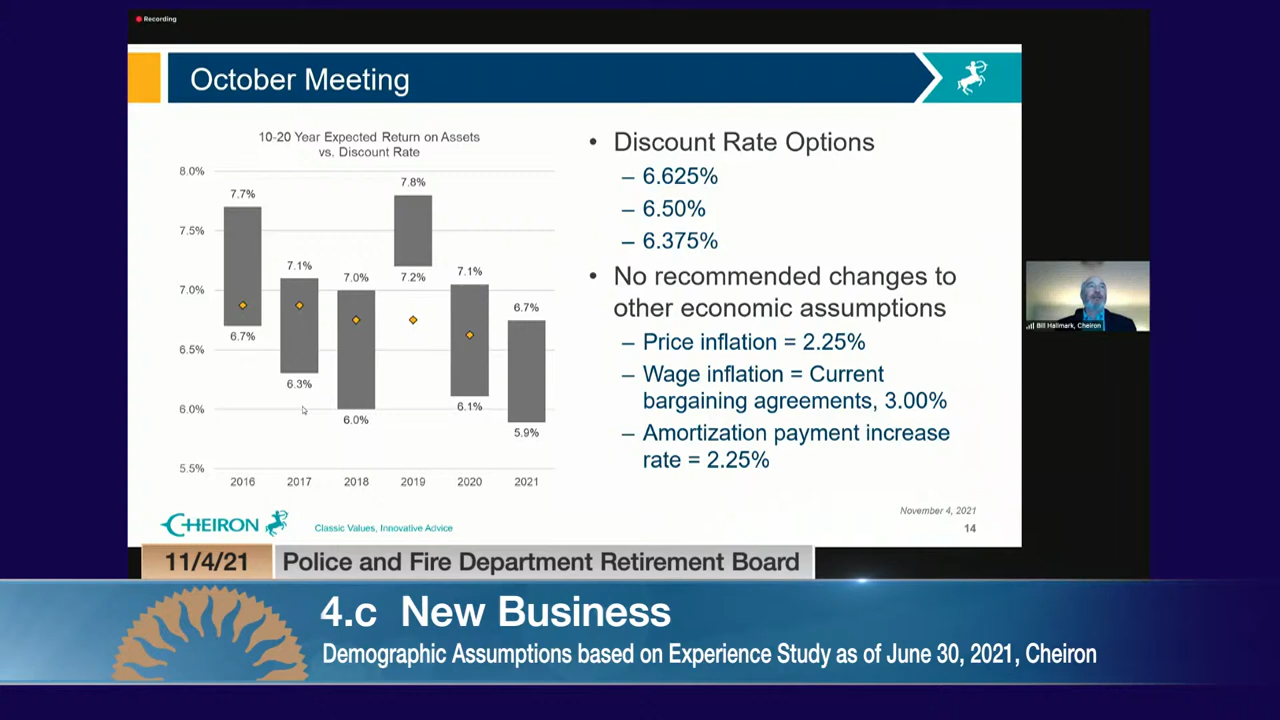 Recording
October Meeting
10-20 Year Expected Return on Assets
vs. Discount Rate
8.0%
7.5%
7.0%
6.5%
6.0%
5.5%
7.7%
6.7%
7.1%
6.3%
7.0%
6.0%
7.8%
7.2%
7.1%
6.1%
6.7%
5.9%
2016 2017 2018 2019 2020 2021
• Discount Rate Options
– 6.625%
– 6.50%
– 6.375%
• No recommended changes to
other economic assumptions
– Price inflation = 2.25%
– Wage inflation = Current
bargaining agreements, 3.00%
– Amortization payment increase
rate = 2.25%
Bill Hallmark, Cheiron
CHEIRON
Classic Values, Innovative Advice
November 4, 2021
14
11/4/21 Police and Fire Department Retirement Board
4.c New Business
Demographic Assumptions based on Experience Study as of June 30, 2021, Cheiron